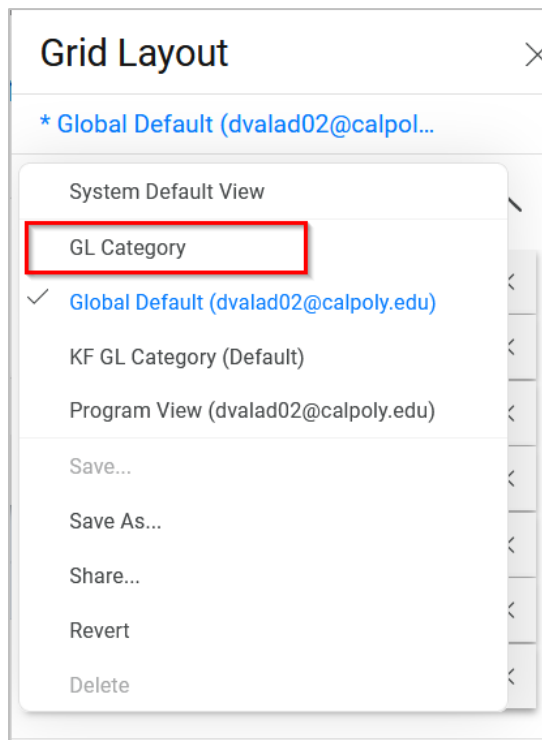 Grid Layout
* Global Default (dvalad02@calpol...
System Default View
GL Category
Global Default (dvalad02@calpoly.edu)
KF GL Category (Default)
Program View (dvalad02@calpoly.edu)
Save...
Save As...
Share...
Revert
Delete